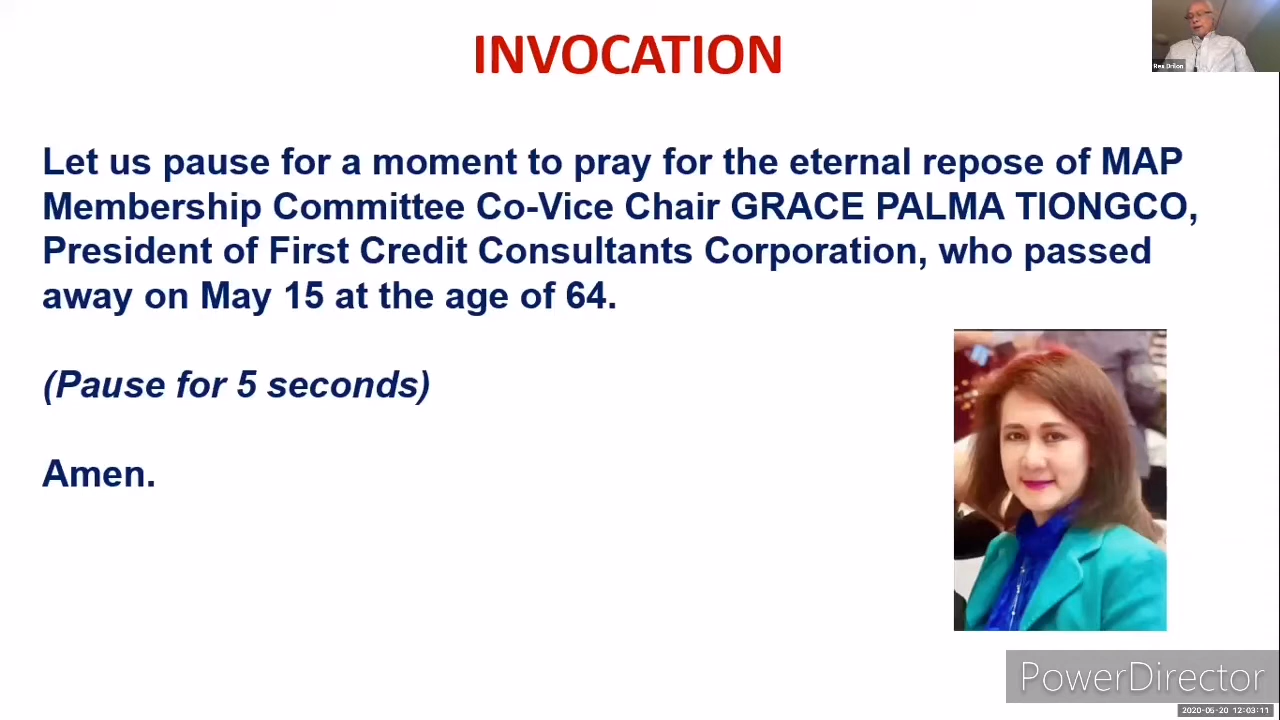 INVOCATION
Rex Drilon
Let us pause for a moment to pray for the eternal repose of MAP
Membership Committee Co-Vice Chair GRACE PALMA TIONGCO,
President of First Credit Consultants Corporation, who passed
away on May 15 at the age of 64.
(Pause for 5 seconds)
Amen.
PowerDirector
2020-05-20 12:03:11